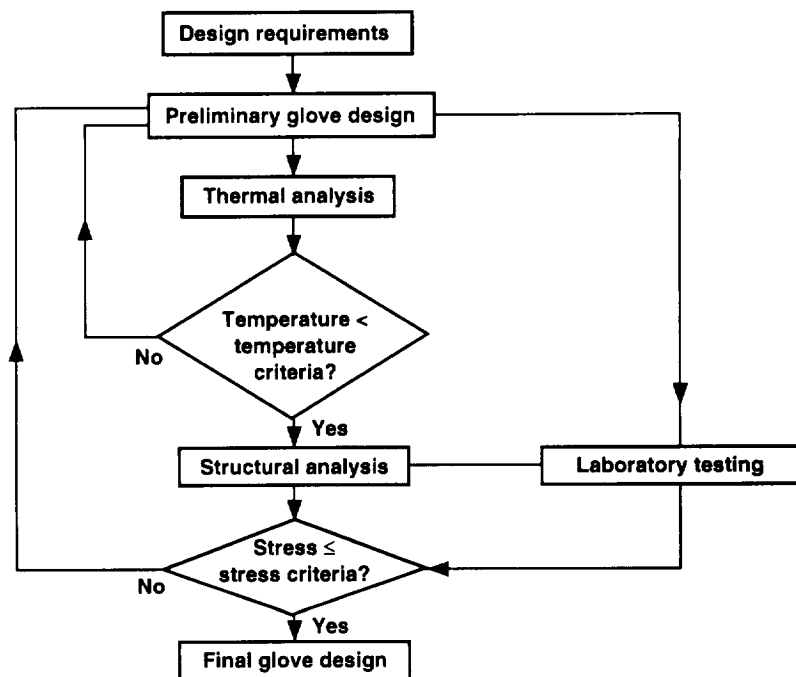 Design requirements
Preliminary glove design
Thermal analysis
Temperature <
temperature
criteria?
No
Yes
Structural analysis
Laboratory testing
Stress ≤
stress criteria?
No
Yes
Final glove design